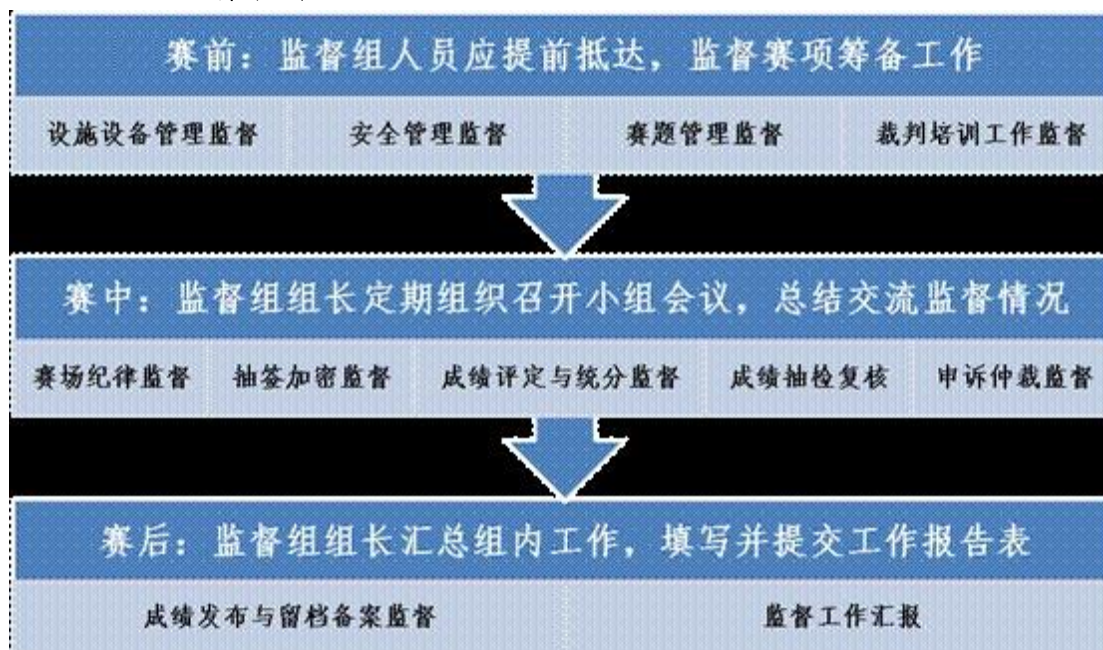 赛前：监督组人员应提前抵达，监督赛项筹备工作
设施设备管理监督 安全管理监督 赛题管理监督 裁判培训工作监督
赛中：监督组组长定期组织召开小组会议，总结交流监督情况
赛场纪律监督 抽签加密监督 成绩评定与统分监督 成绩抽检复核 申诉仲裁监督
赛后：监督组组长汇总组内工作，填写并提交工作报告表
成绩发布与留档备案监督 监督工作汇报